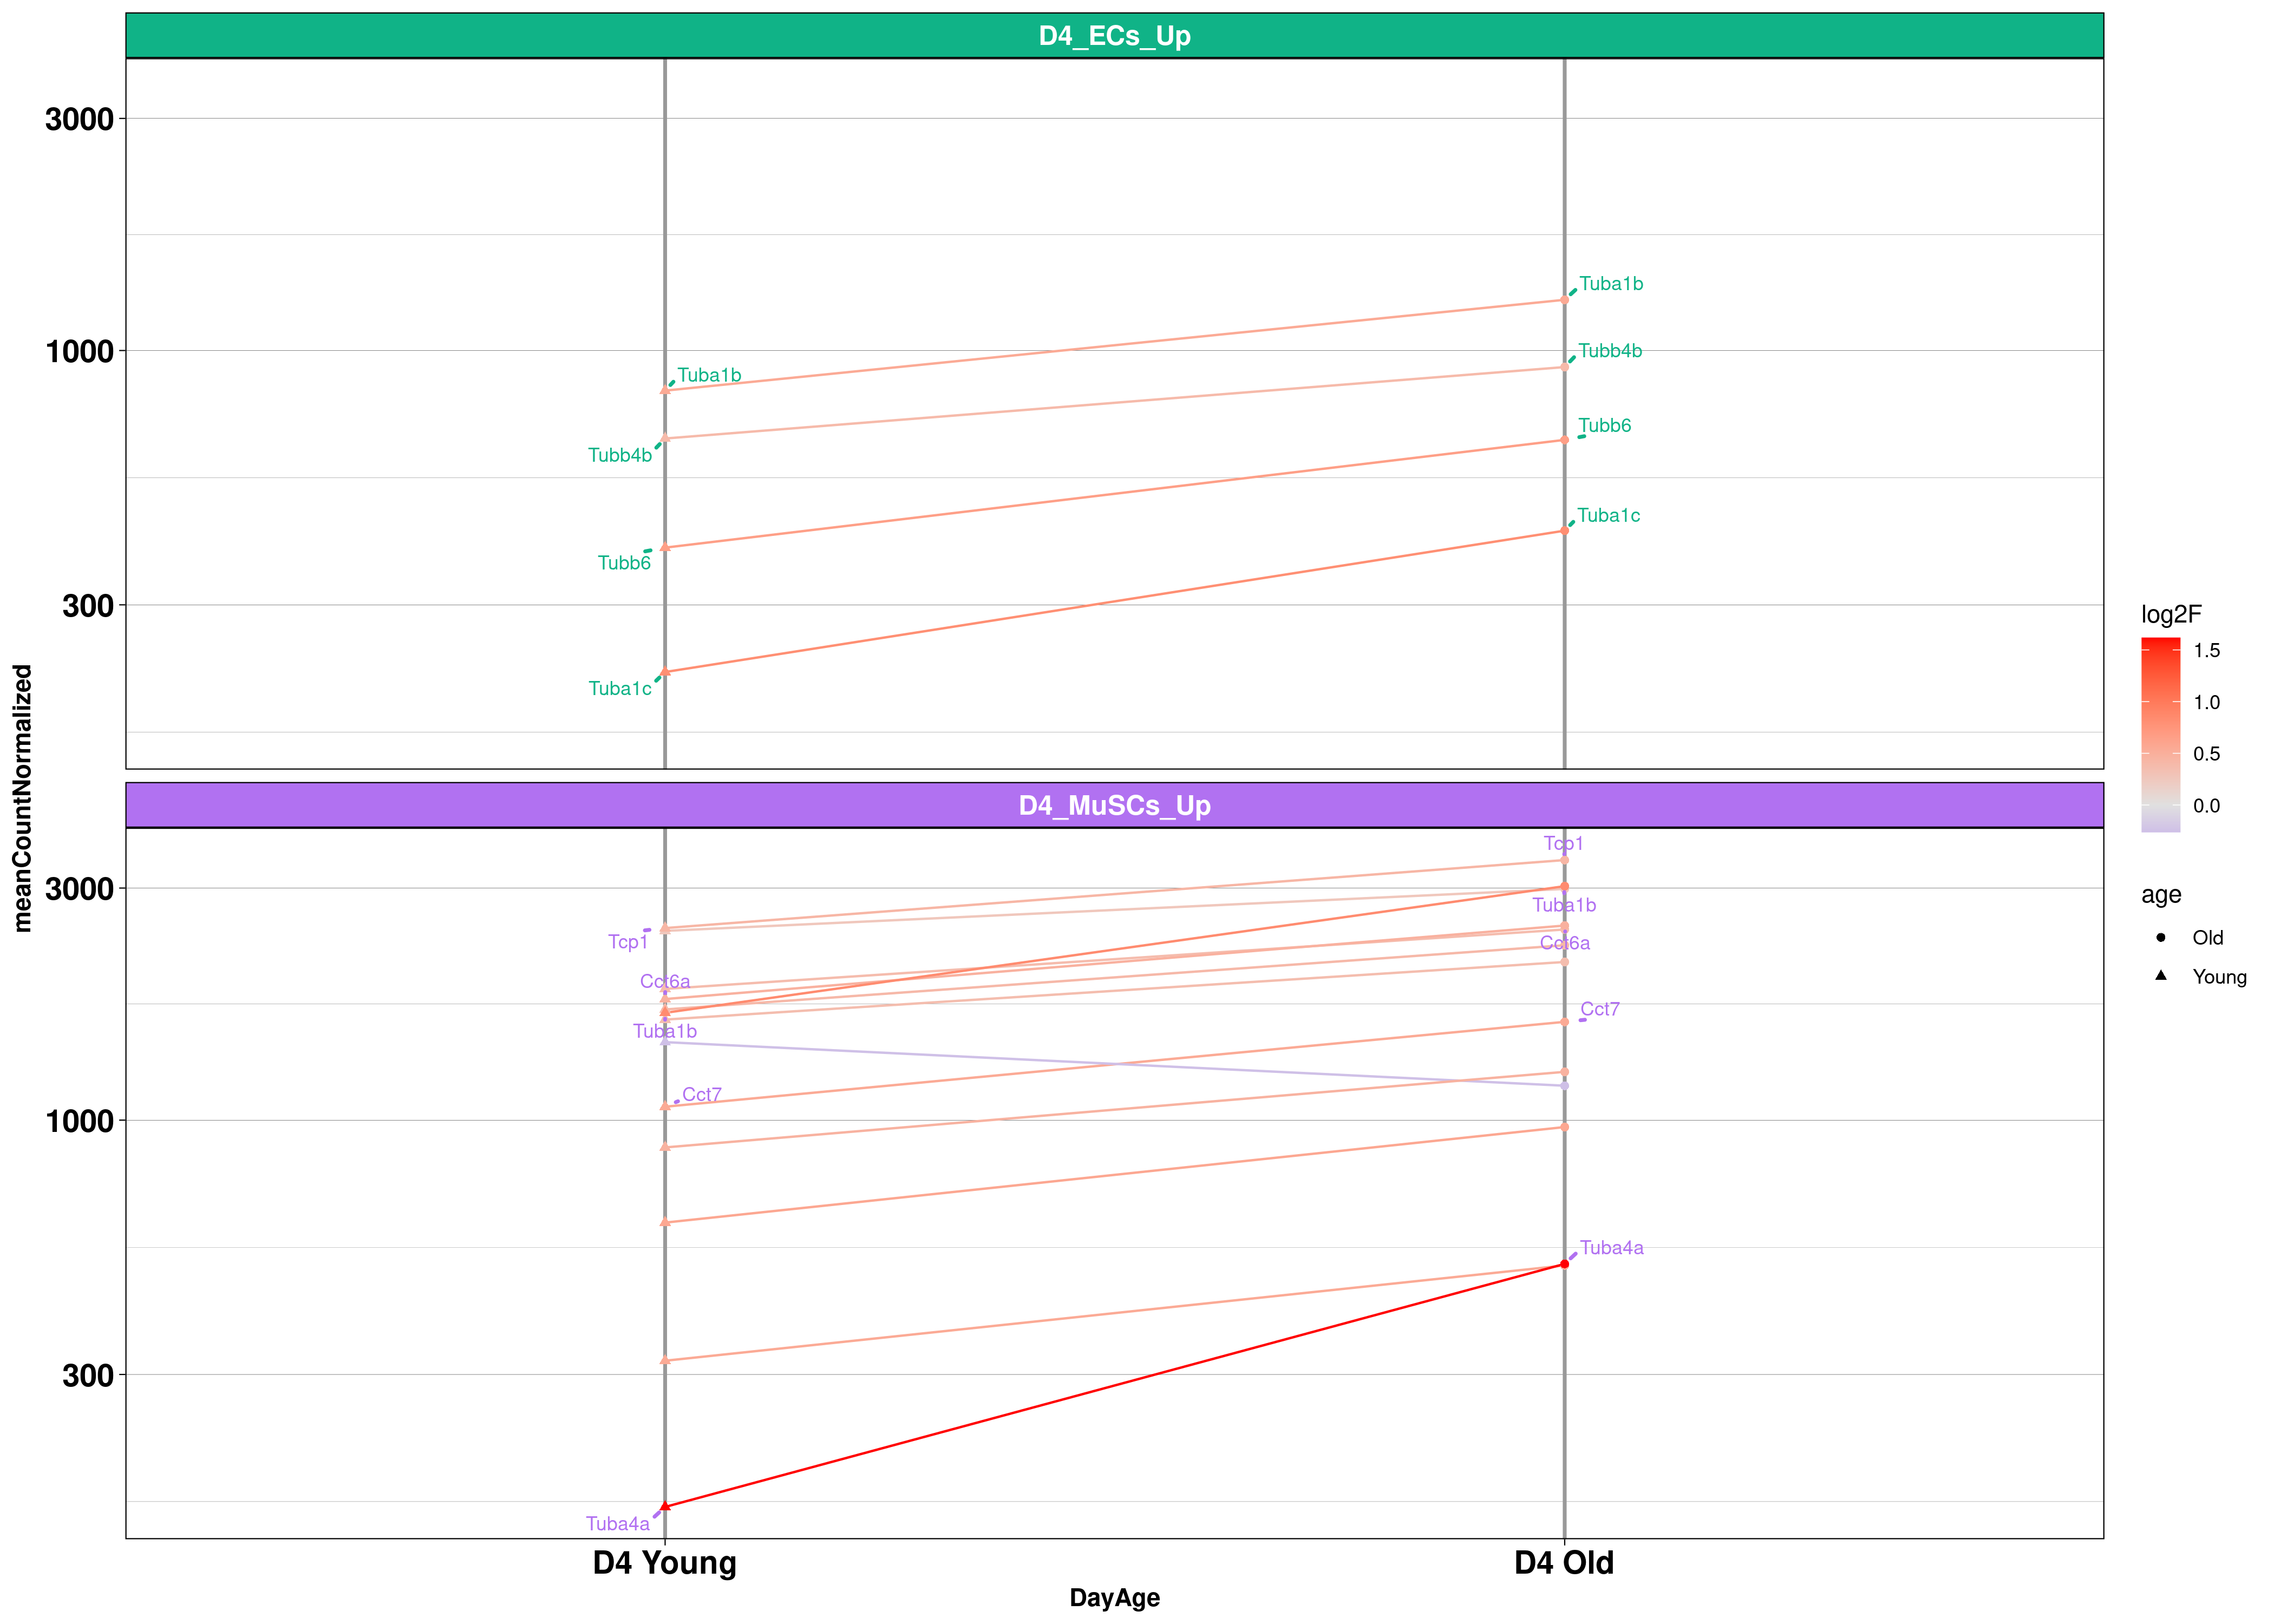 D4_ECs_Up
3000
1000
300
Tuba1b
Tubb4b
Tubb6
Tuba1c
Tuba1b
Tubb4b
Tubb6
Tuba1c
meanCountNormalized
D4_MuSCs_Up
3000
1000
300
Tcp1
Cct6a
Tuba1b
Cct7
Tuba4a
Tcp1
Tuba1b
Cct6a
Cct7
Tuba4a
D4 Young
D4 Old
DayAge
log2F
1.5
1.0
0.5
0.0
age
Old
Young